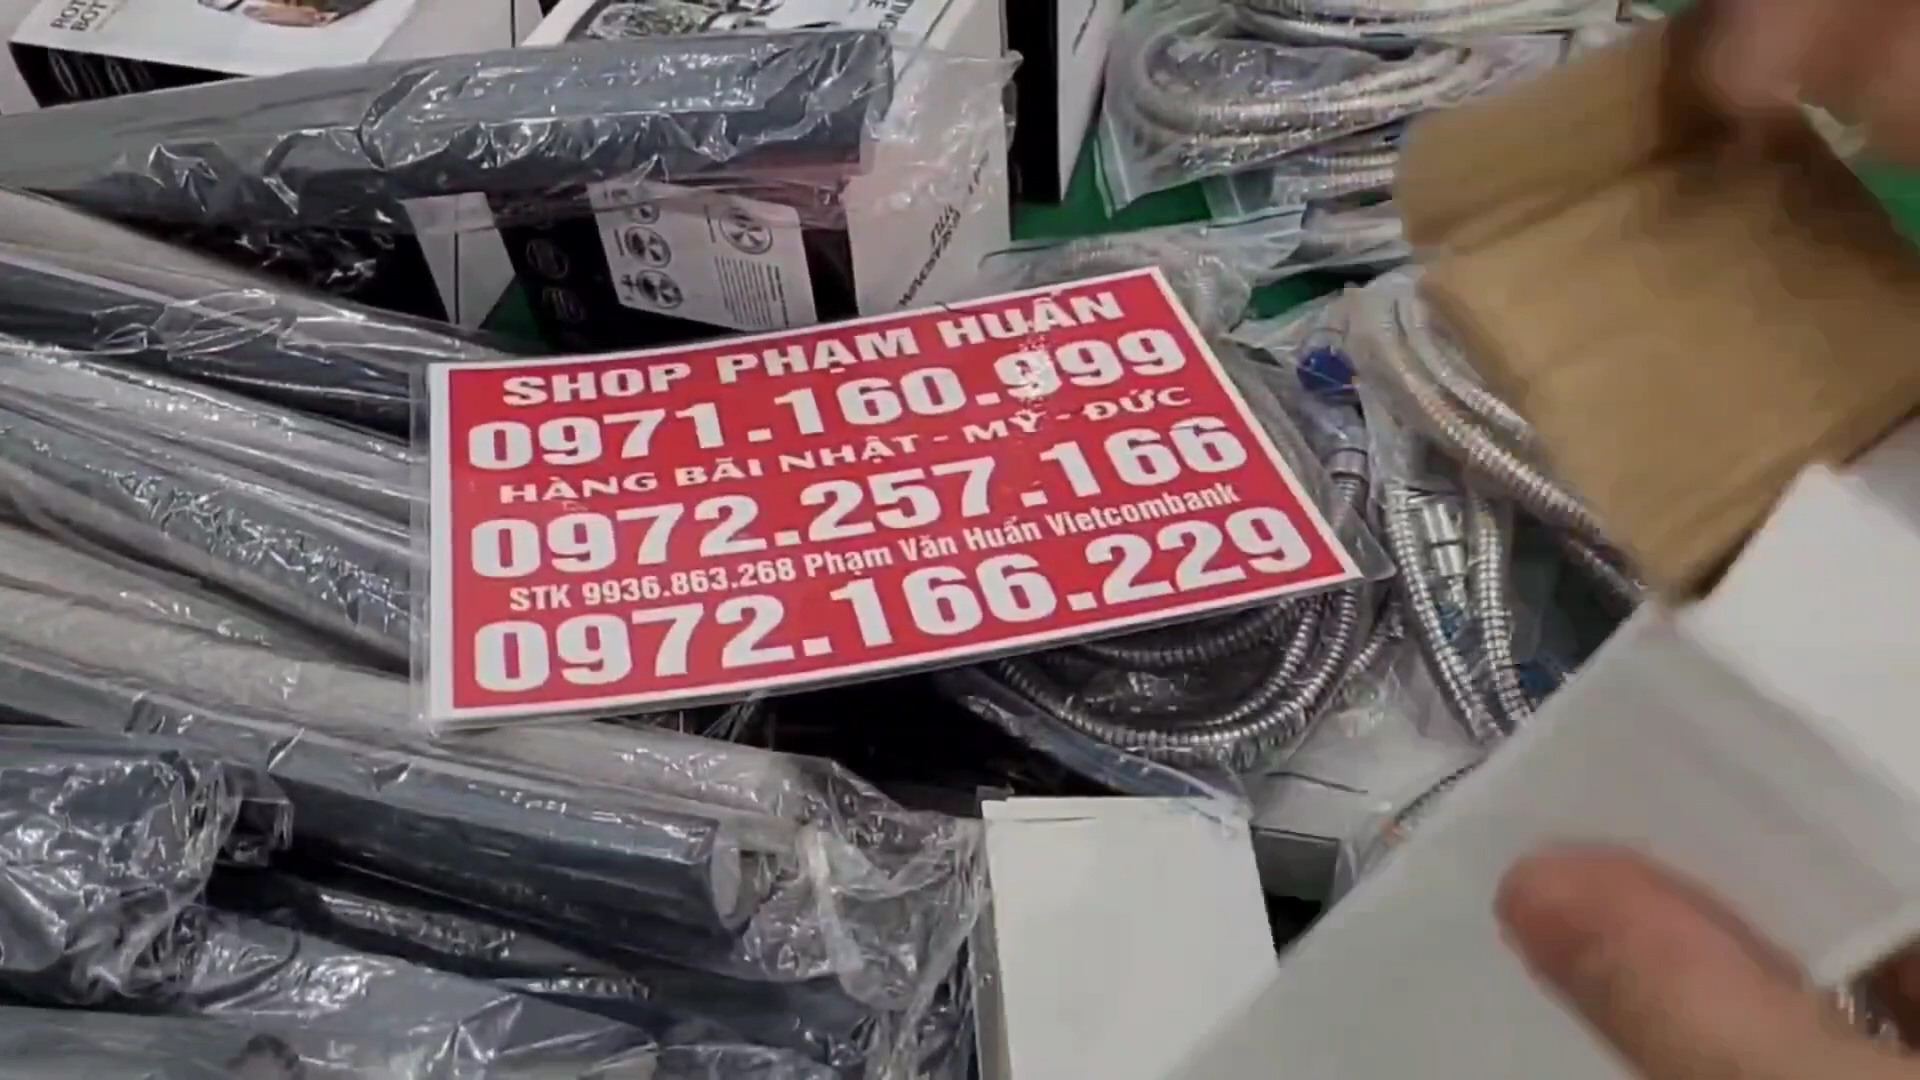 SHOP PHẠM HUẤN
0971.160.999
HÀNG BÃI NHẬT - MỸ - ĐỨC
0972.257.166
STK 9936.863.268 Phạm Văn Huấn Vietcombank
0972.166.229